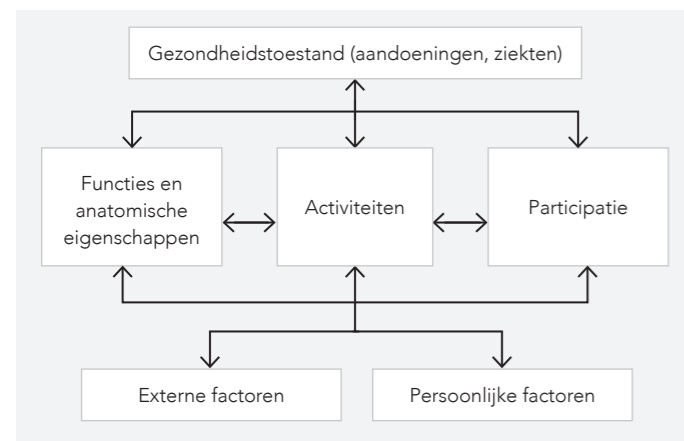 Gezondheidstoestand (aandoeningen, ziekten)
Functies en
anatomische
eigenschappen
Activiteiten
Participatie
Externe factoren
Persoonlijke factoren